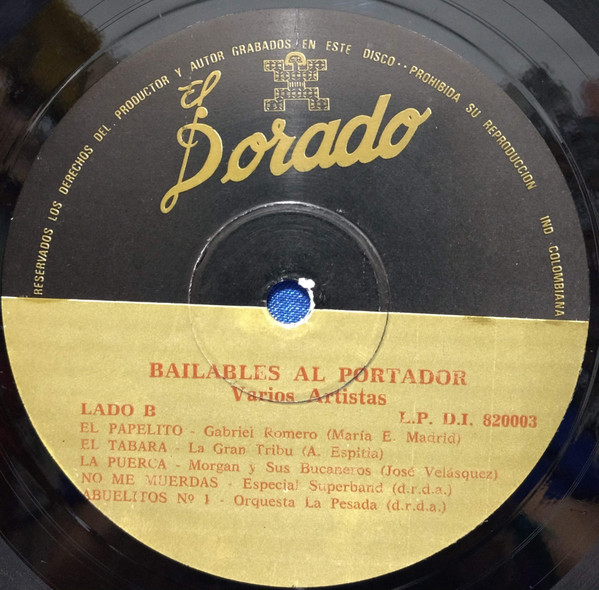 RESERVADOS LOS DERECHOS DEL PRODUCTOR Y AUTOR GRABADOS EN ESTE DISCO·· PROHIBIDA SU REPRODUCCION IND COLOMBIANA
El
Dorado
BAILABLES AL PORTADOR
Varios Artistas
LADO B L.P. D.I. 820003
EL PAPELITO - Gabriel Romero (María E. Madrid)
EL TABARA - La Gran Tribu (A. Espitia)
LA PUERCA - Morgan y Sus Bucaneros (José Velásquez)
NO ME MUERDAS - Especial Superband (d.r.d.a.)
ABUELITOS Nº 1 - Orquesta La Pesada (d.r.d.a.)